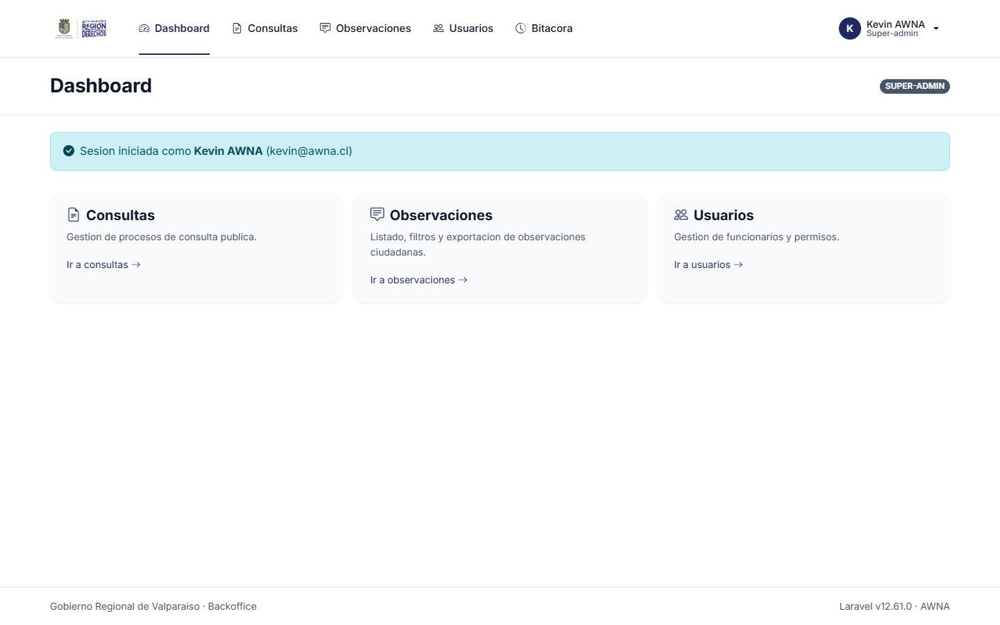 VALPARAÍSO
REGIÓN
DERECHOS
Dashboard
Consultas
Observaciones
Usuarios
Bitacora
K
Kevin AWNA
Super-admin
Dashboard
SUPER-ADMIN
Sesion iniciada como Kevin AWNA (kevin@awna.cl)
Consultas
Gestion de procesos de consulta publica.
Ir a consultas →
Observaciones
Listado, filtros y exportacion de observaciones
ciudadanas.
Ir a observaciones →
Usuarios
Gestion de funcionarios y permisos.
Ir a usuarios →
Gobierno Regional de Valparaiso · Backoffice
Laravel v12.61.0 · AWNA